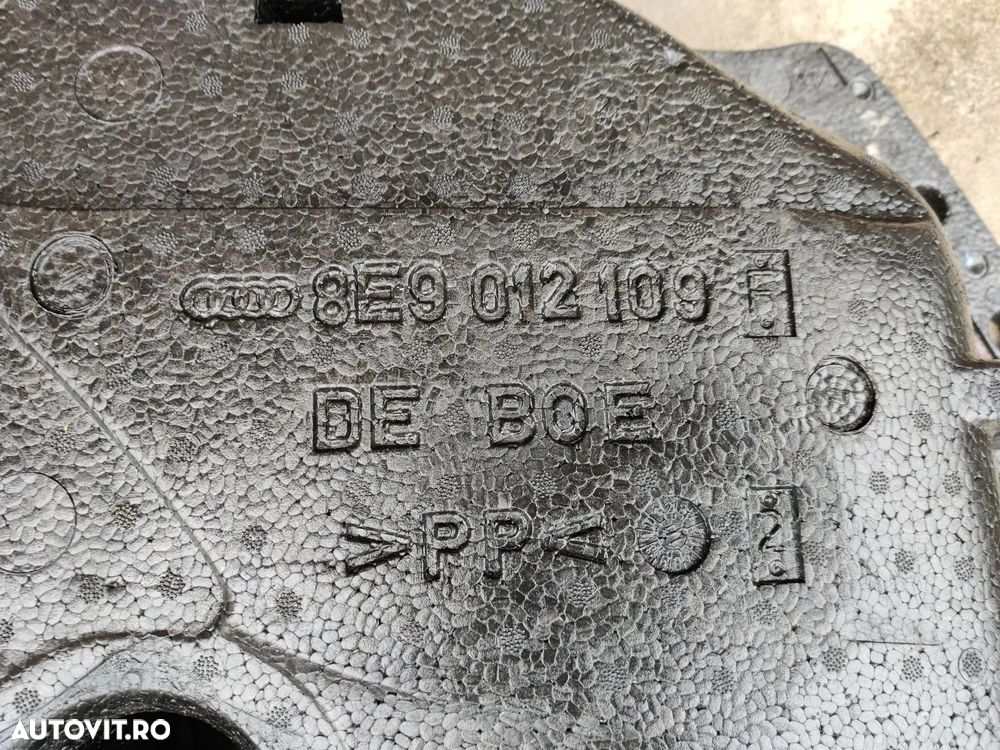 8E9 012 109 F
DE BOE
>PP<
2
AUTOVIT.RO